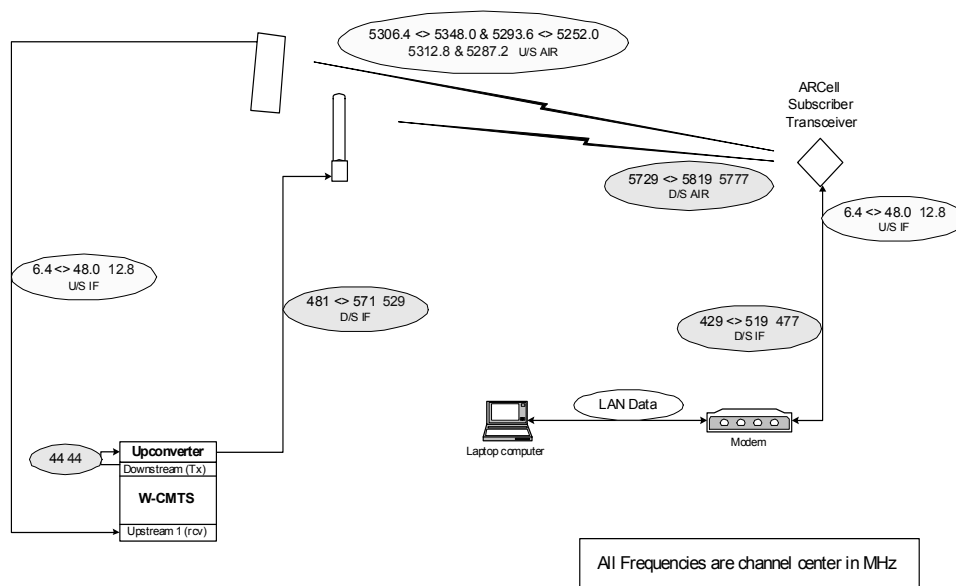 5306.4 <> 5348.0 & 5293.6 <> 5252.0
5312.8 & 5287.2 U/S AIR
ARCell
Subscriber
Transceiver
5729 <> 5819 5777
D/S AIR
6.4 <> 48.0 12.8
U/S IF
6.4 <> 48.0 12.8
U/S IF
481 <> 571 529
D/S IF
429 <> 519 477
D/S IF
LAN Data
Laptop computer
Modem
44 44
Upconverter
Downstream (Tx)
W-CMTS
Upstream 1 (rcv)
All Frequencies are channel center in MHz